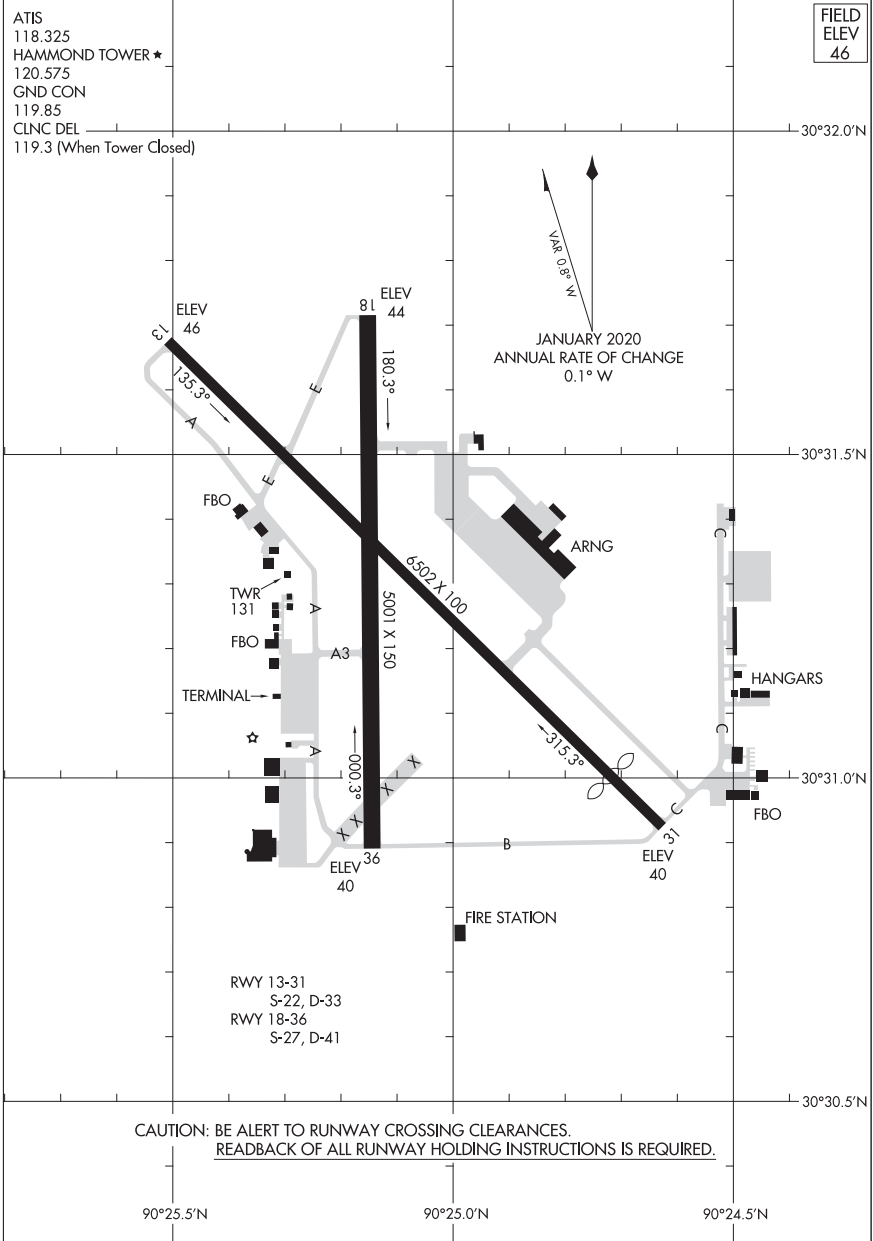 ATIS
118.325
HAMMOND TOWER★
120.575
GND CON
119.85
CLNC DEL
119.3 (When Tower Closed)
FIELD
ELEV
46
30°32.0'N
VAR 0.8° W
JANUARY 2020
ANNUAL RATE OF CHANGE
0.1° W
ELEV
46
13
135.3°
A
18
ELEV
44
180.3°
E
E
30°31.5'N
FBO
ARNG
C
TWR
131
A
6502 X 100
5001 X 150
FBO
A3
TERMINAL
HANGARS
A
000.3°
315.3°
C
X
X
X
X
30°31.0'N
C
FBO
B
31
ELEV
40
36
ELEV
40
FIRE STATION
RWY 13-31
S-22, D-33
RWY 18-36
S-27, D-41
30°30.5'N
CAUTION: BE ALERT TO RUNWAY CROSSING CLEARANCES.
READBACK OF ALL RUNWAY HOLDING INSTRUCTIONS IS REQUIRED.
90°25.5'N
90°25.0'N
90°24.5'N